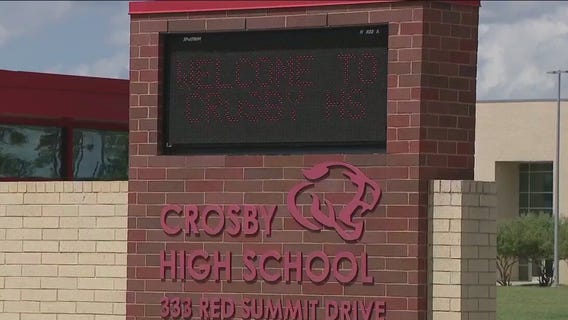 WELCOME TO
CROSBY HS
CROSBY
HIGH SCHOOL
333 RED SUMMIT DRIVE